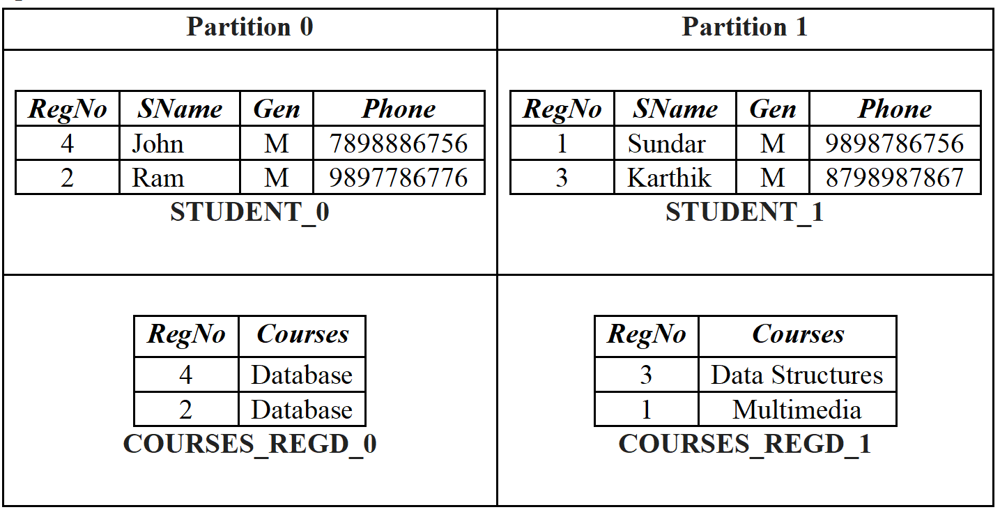 Partition 0 Partition 1
RegNo SName Gen Phone
4 John M 7898886756
2 Ram M 9897786776
STUDENT_0
RegNo SName Gen Phone
1 Sundar M 9898786756
3 Karthik M 8798987867
STUDENT_1
RegNo Courses
4 Database
2 Database
COURSES_REGD_0
RegNo Courses
3 Data Structures
1 Multimedia
COURSES_REGD_1